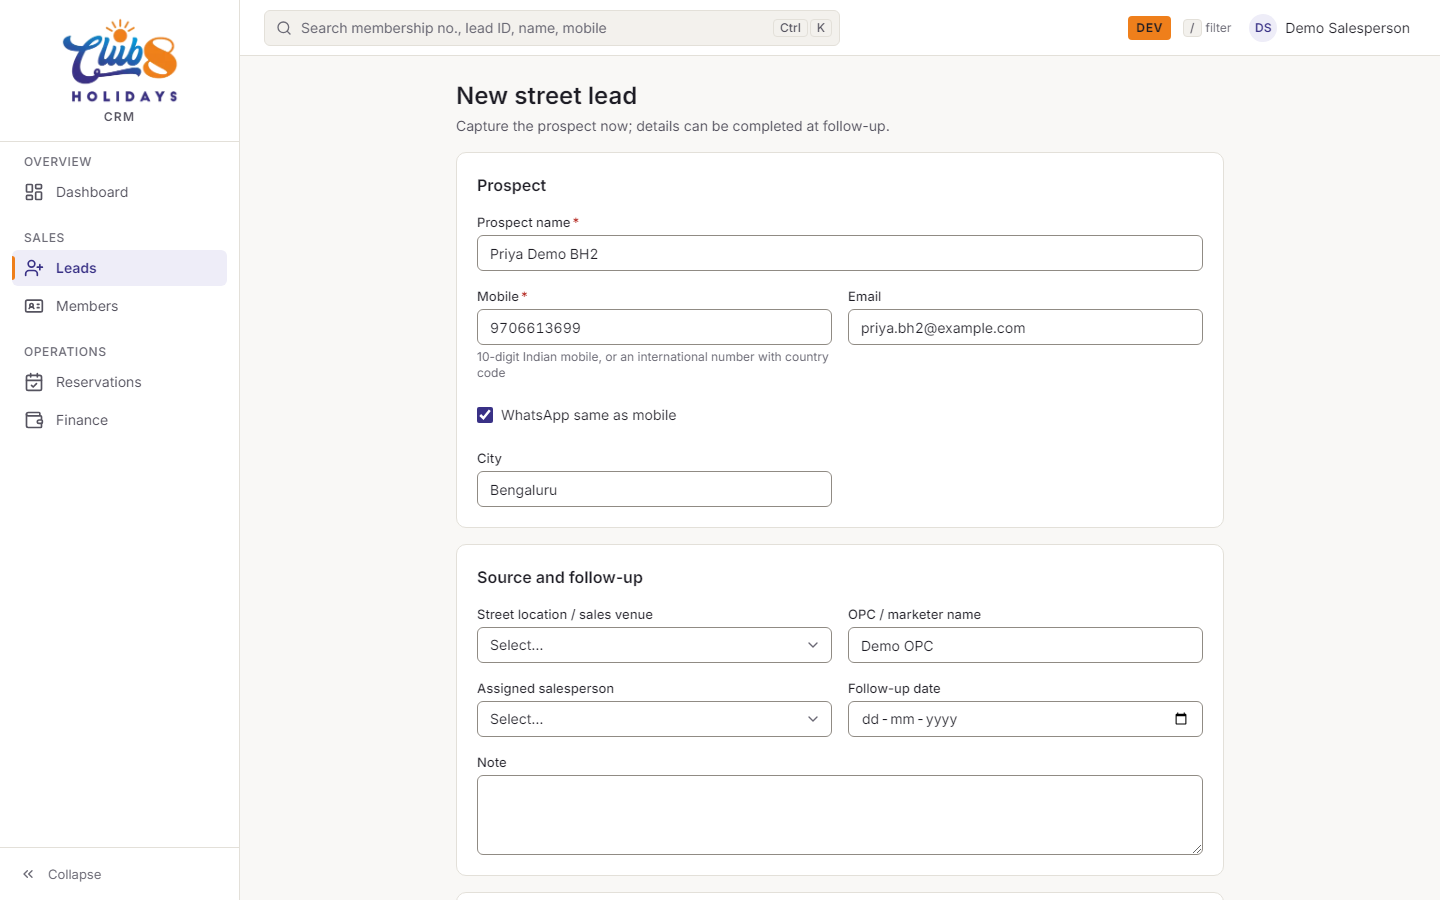 Club8
HOLIDAYS
CRM
OVERVIEW
Dashboard
SALES
Leads
Members
OPERATIONS
Reservations
Finance
Collapse
Search membership no., lead ID, name, mobile
Ctrl K
DEV
/ filter
DS Demo Salesperson
New street lead
Capture the prospect now; details can be completed at follow-up.
Prospect
Prospect name *
Priya Demo BH2
Mobile * Email
9706613699 priya.bh2@example.com
10-digit Indian mobile, or an international number with country
code
WhatsApp same as mobile
City
Bengaluru
Source and follow-up
Street location / sales venue OPC / marketer name
Select... Demo OPC
Assigned salesperson Follow-up date
Select... dd-mm-yyyy
Note